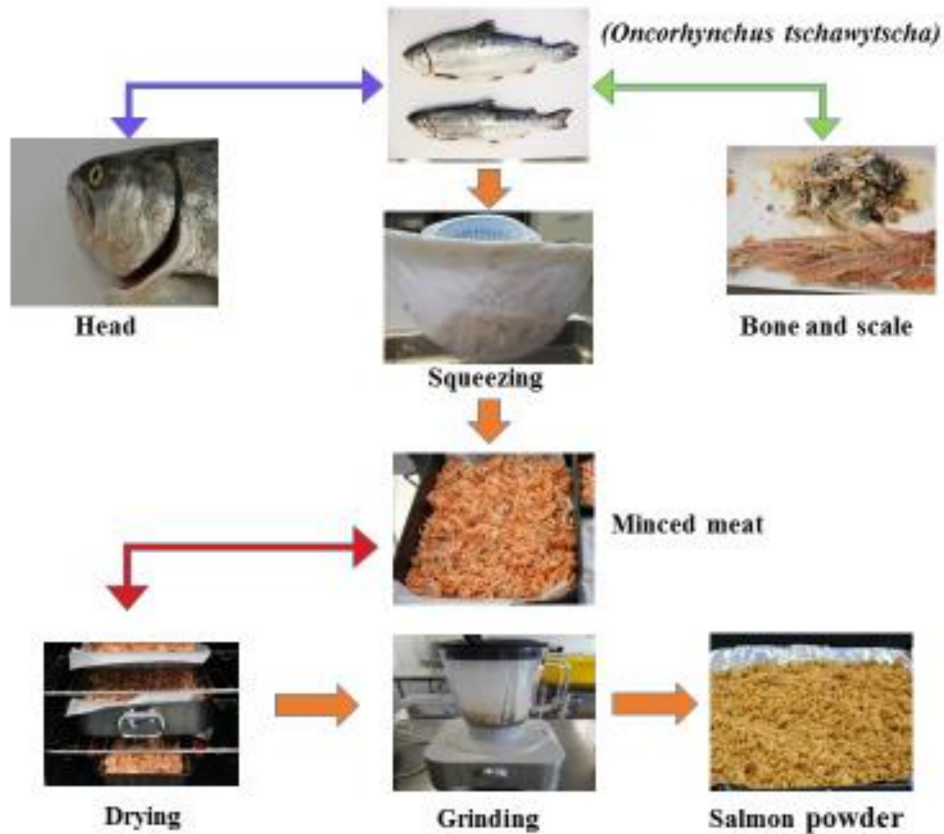 (Oncorhynchus tschawytscha)
Head
Bone and scale
Squeezing
Minced meat
Drying
Grinding
Salmon powder